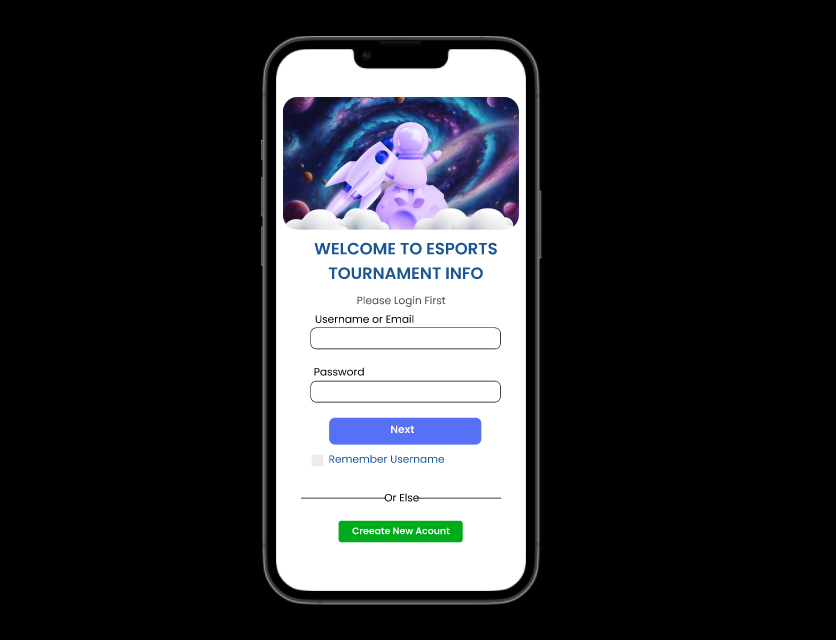 WELCOME TO ESPORTS
TOURNAMENT INFO
Please Login First
Username or Email
Password
Next
Remember Username
Or Else
Creeate New Acount